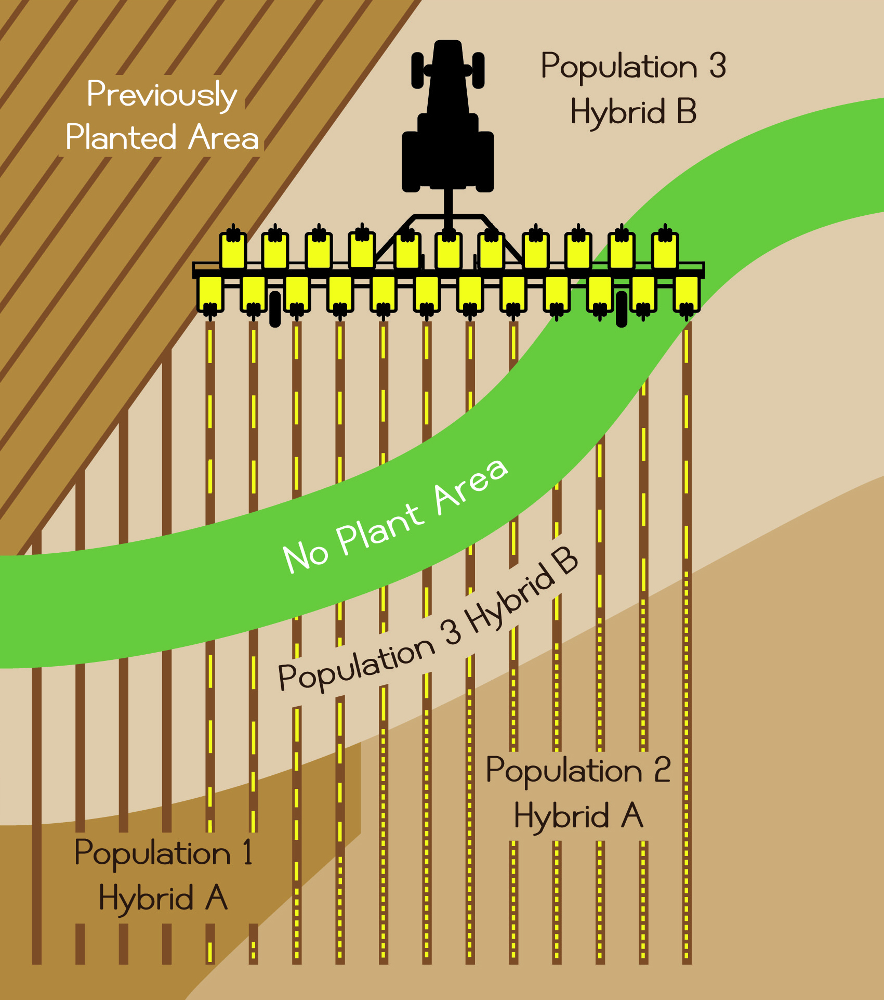 Previously
Planted Area
Population 3
Hybrid B
No Plant Area
Population 3 Hybrid B
Population 2
Hybrid A
Population 1
Hybrid A